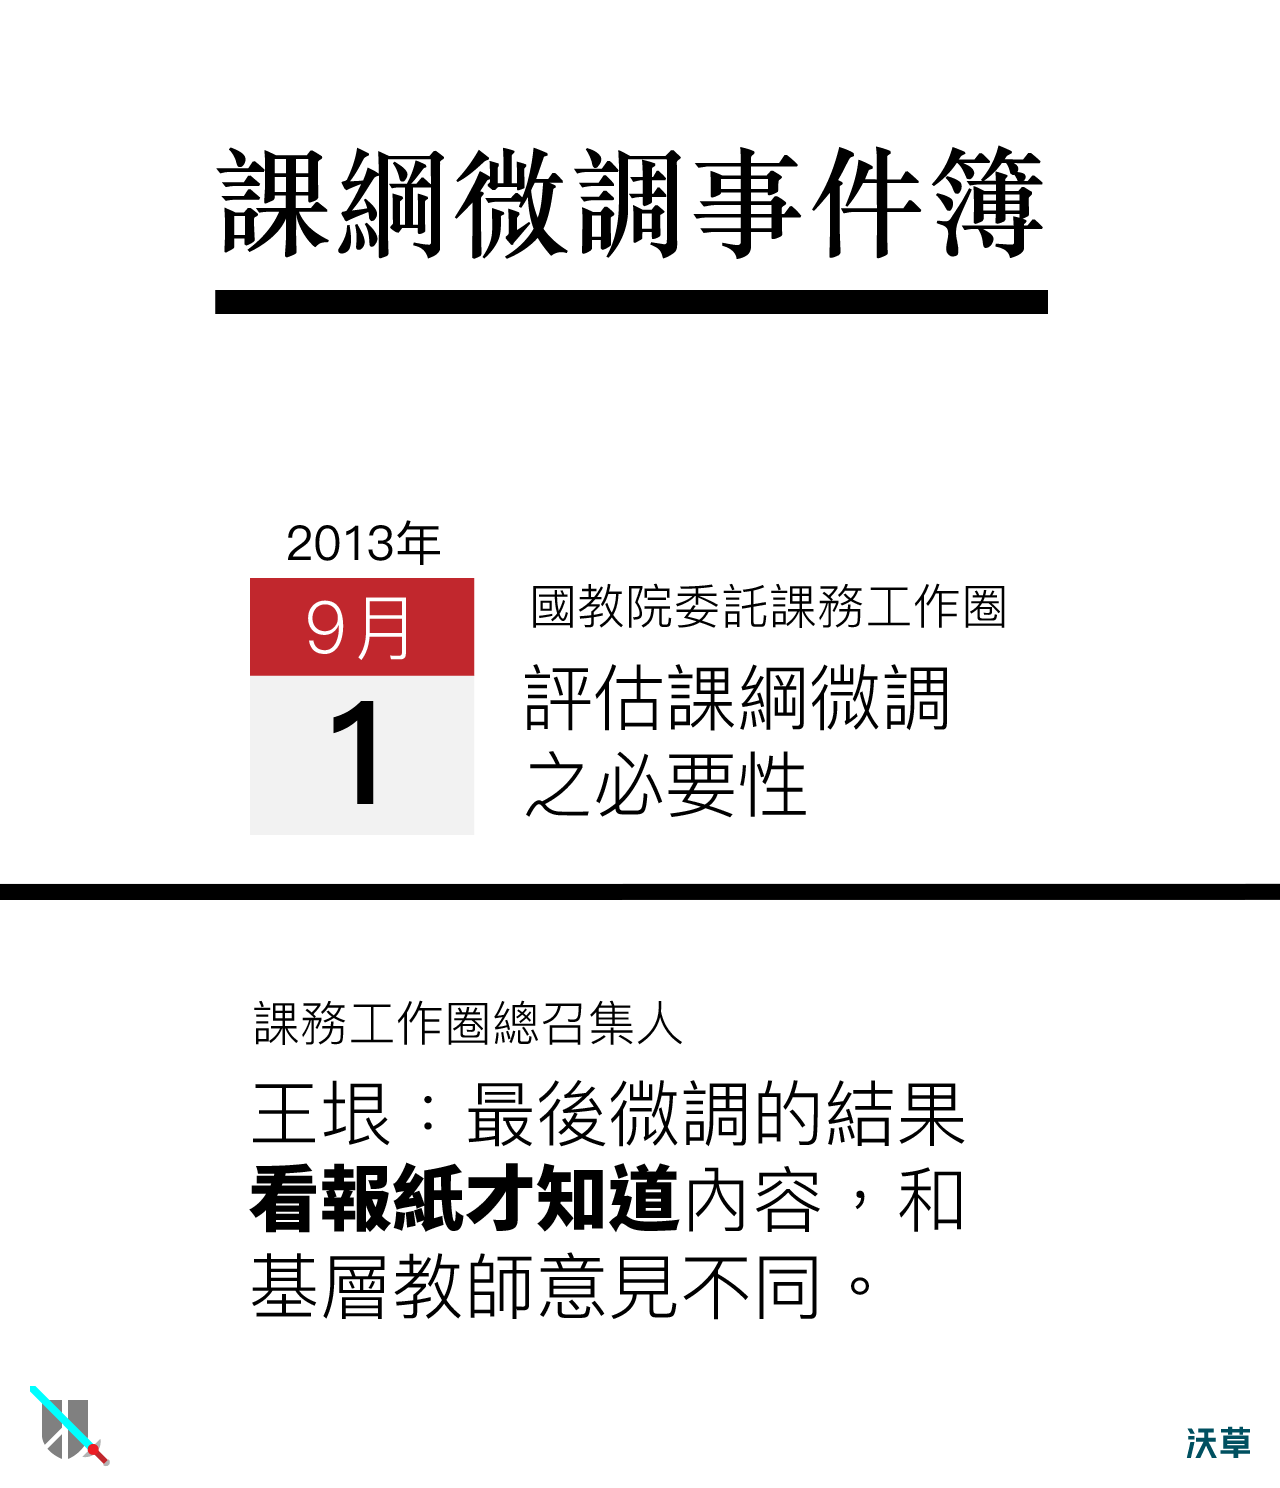 課綱微調事件簿
2013年
9月
1
國教院委託課務工作圈
評估課綱微調
之必要性
課務工作圈總召集人
王垠：最後微調的結果
看報紙才知道內容，和
基層教師意見不同。
沃草